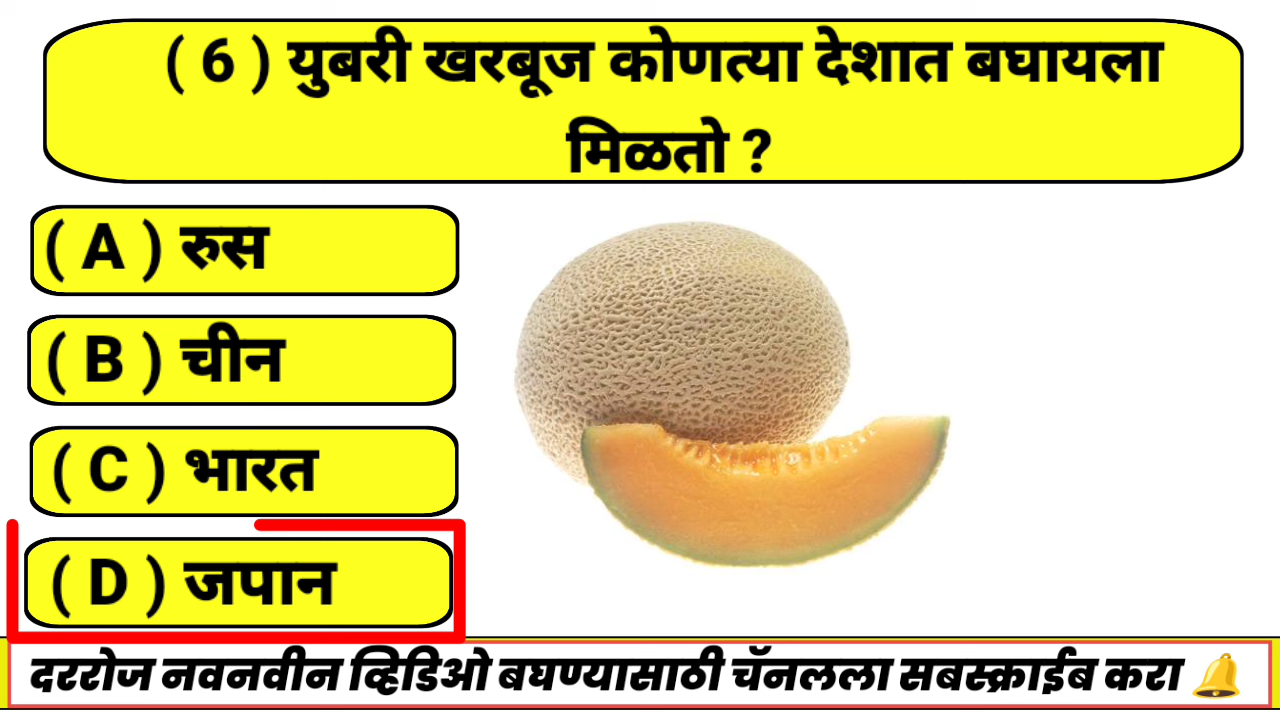 ( 6 ) युबरी खरबूज कोणत्या देशात बघायला
मिळतो ?
( A ) रुस
( B ) चीन
( C ) भारत
( D ) जपान
दररोज नवनवीन व्हिडिओ बघण्यासाठी चॅनलला सबस्क्राईब करा 🔔